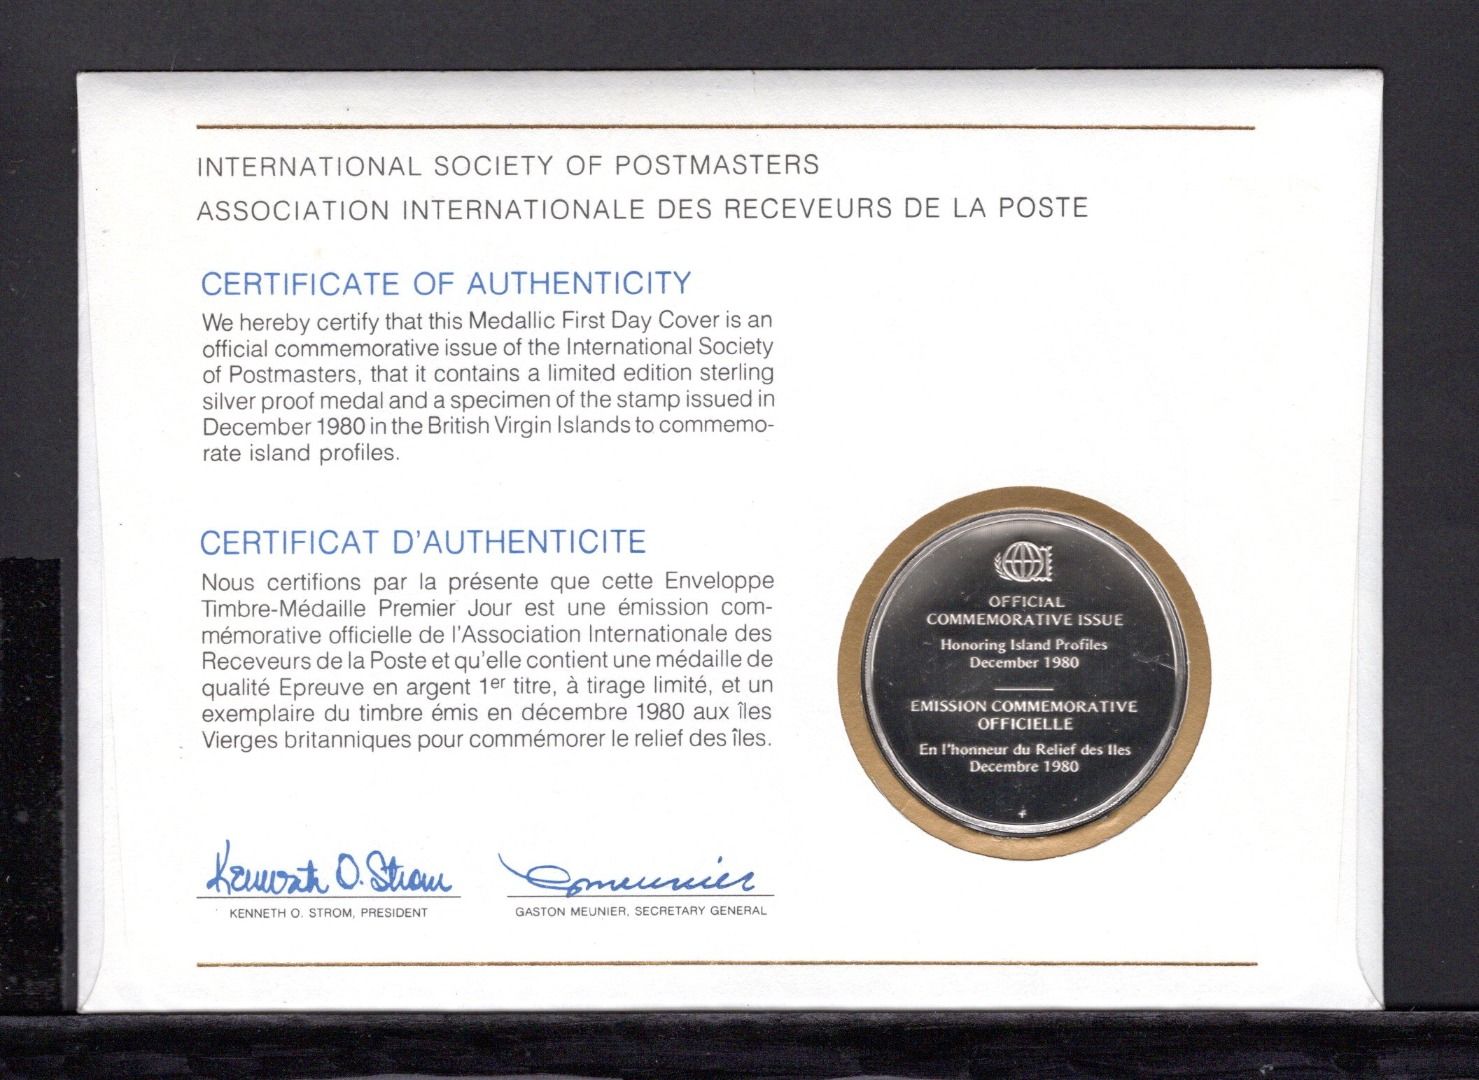 INTERNATIONAL SOCIETY OF POSTMASTERS
ASSOCIATION INTERNATIONALE DES RECEVEURS DE LA POSTE
CERTIFICATE OF AUTHENTICITY
We hereby certify that this Medallic First Day Cover is an
official commemorative issue of the International Society
of Postmasters, that it contains a limited edition sterling
silver proof medal and a specimen of the stamp issued in
December 1980 in the British Virgin Islands to commemo-
rate island profiles.
CERTIFICAT D'AUTHENTICITE
Nous certifions par la présente que cette Enveloppe
Timbre-Médaille Premier Jour est une émission com-
mémorative officielle de l'Association Internationale des
Receveurs de la Poste et qu'elle contient une médaille de
qualité Epreuve en argent 1er titre, à tirage limité, et un
exemplaire du timbre émis en décembre 1980 aux îles
Vierges britanniques pour commémorer le relief des îles.
Kenneth O. Strom
KENNETH O. STROM, PRESIDENT
GMeunier
GASTON MEUNIER, SECRETARY GENERAL
OFFICIAL
COMMEMORATIVE ISSUE
Honoring Island Profiles
December 1980
EMISSION COMMEMORATIVE
OFFICIELLE
En l'honneur du Relief des Iles
Decembre 1980